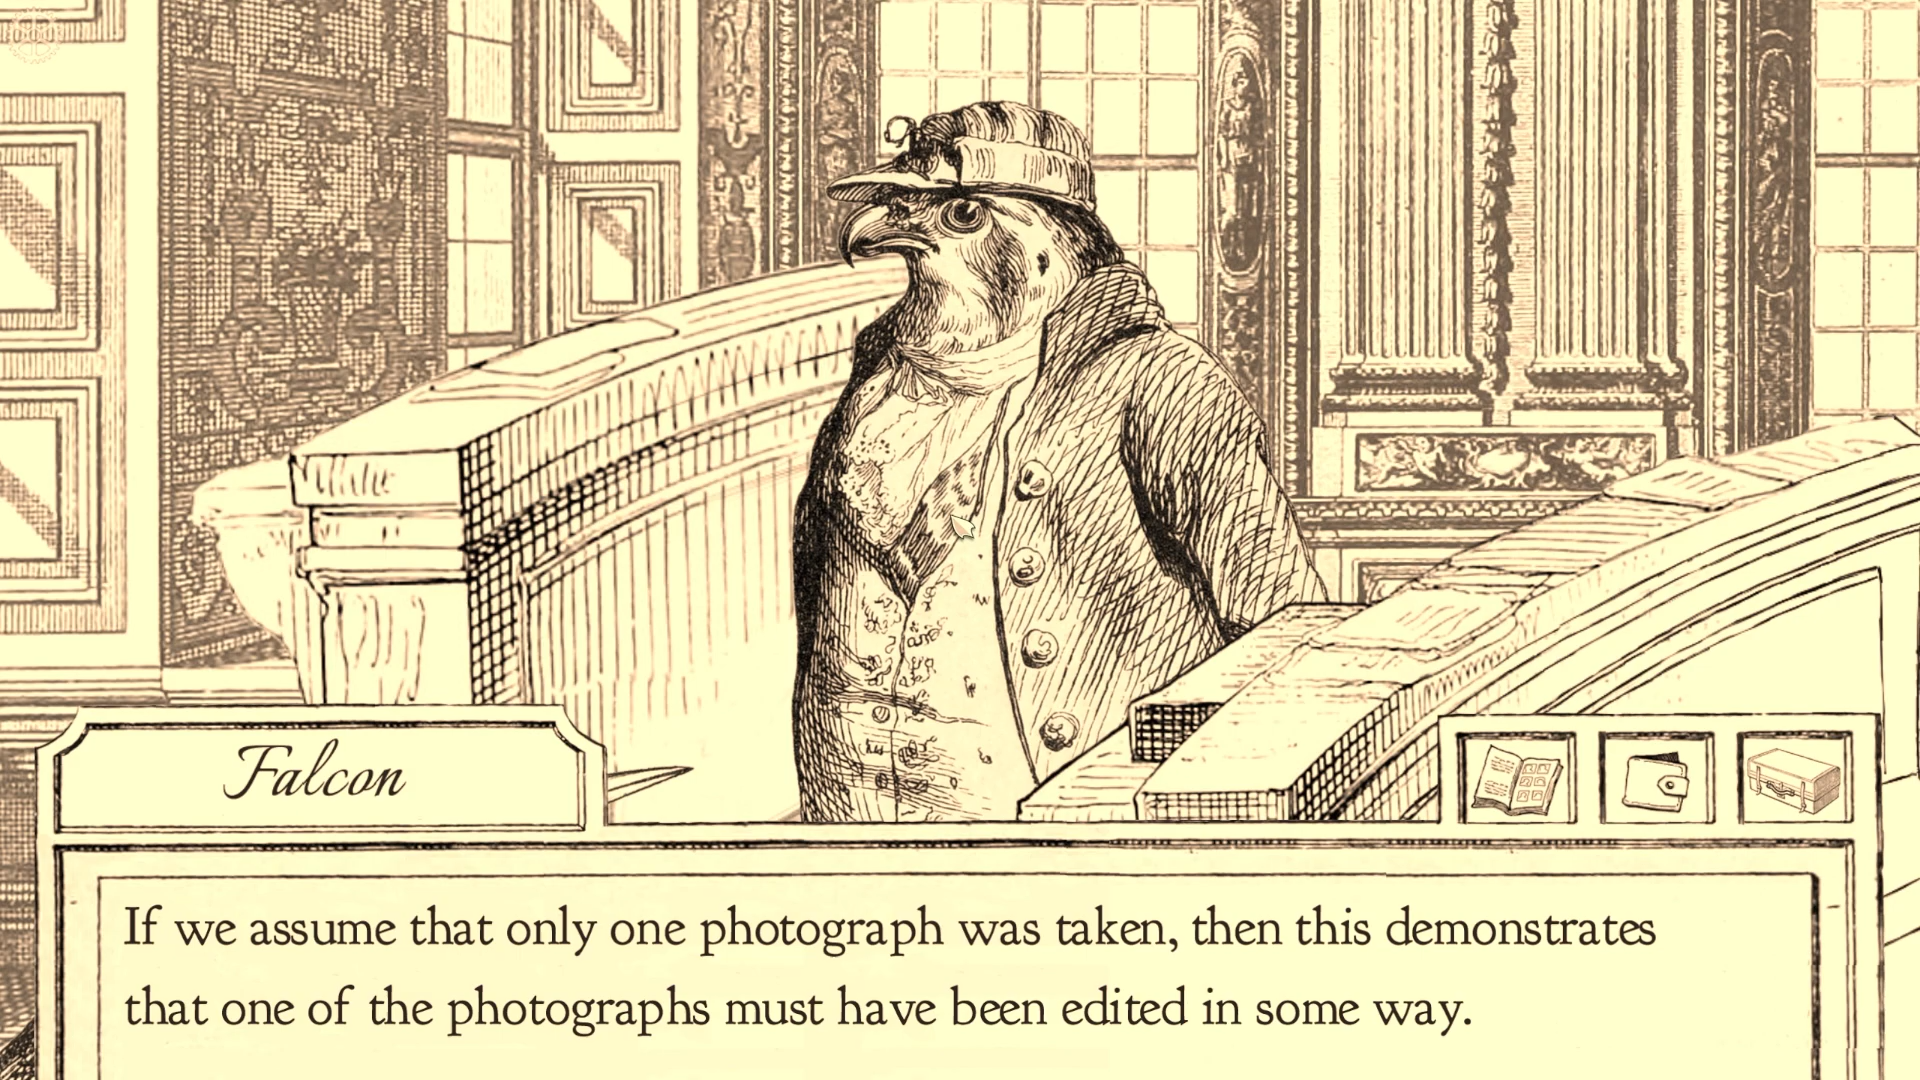 Falcon
If we assume that only one photograph was taken, then this demonstrates
that one of the photographs must have been edited in some way.